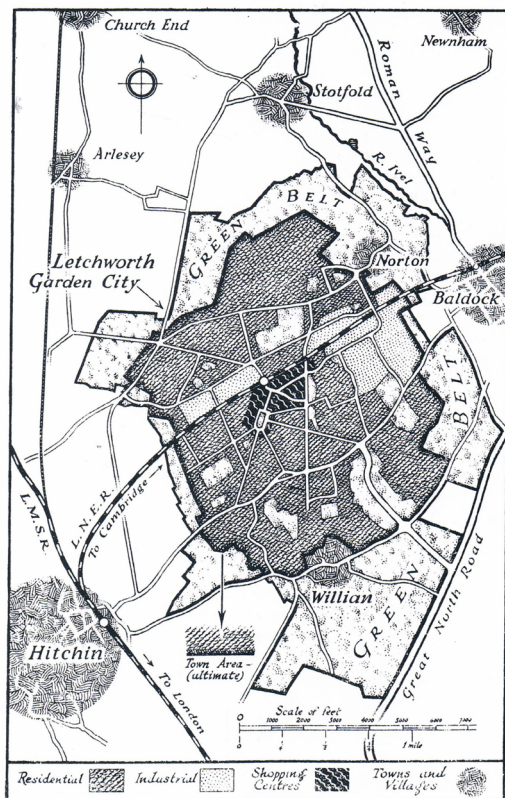 Church End
Newnham
Stotfold
Roman
Way
Arlesey
R. Ivel
GREEN
BELT
Norton
Letchworth
Garden City
Baldock
BELT
L.M.S.R.
L.N.E.R.
To Cambridge
Great North Road
Willian
GREEN
Hitchin
Town Area -
(ultimate)
To London
Scale of feet
0 1000 2000 3000 4000 5000 6000 7000
0 1 mile
Residential Industrial Shopping Centres Towns and Villages